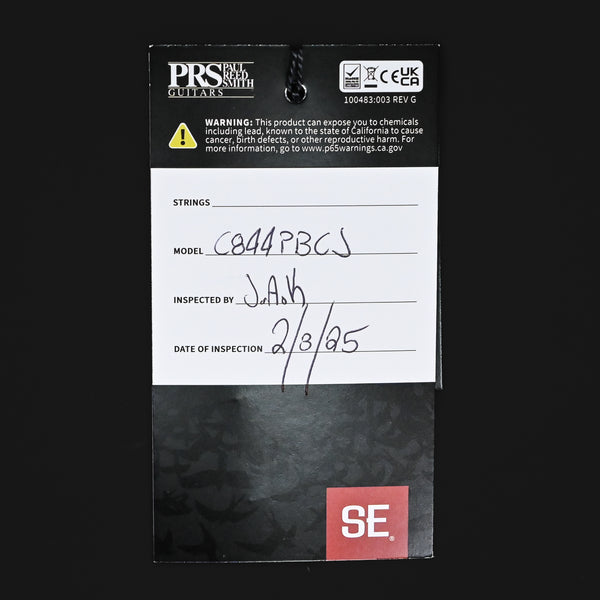 PRS PAUL REED SMITH
GUITARS
CE UK CA
100483:003 REV G
WARNING: This product can expose you to chemicals
including lead, known to the state of California to cause
cancer, birth defects, or other reproductive harm. For
more information, go to www.p65warnings.ca.gov
STRINGS
MODEL C844PBCJ
INSPECTED BY J.A.K
DATE OF INSPECTION 2/3/25
SE®